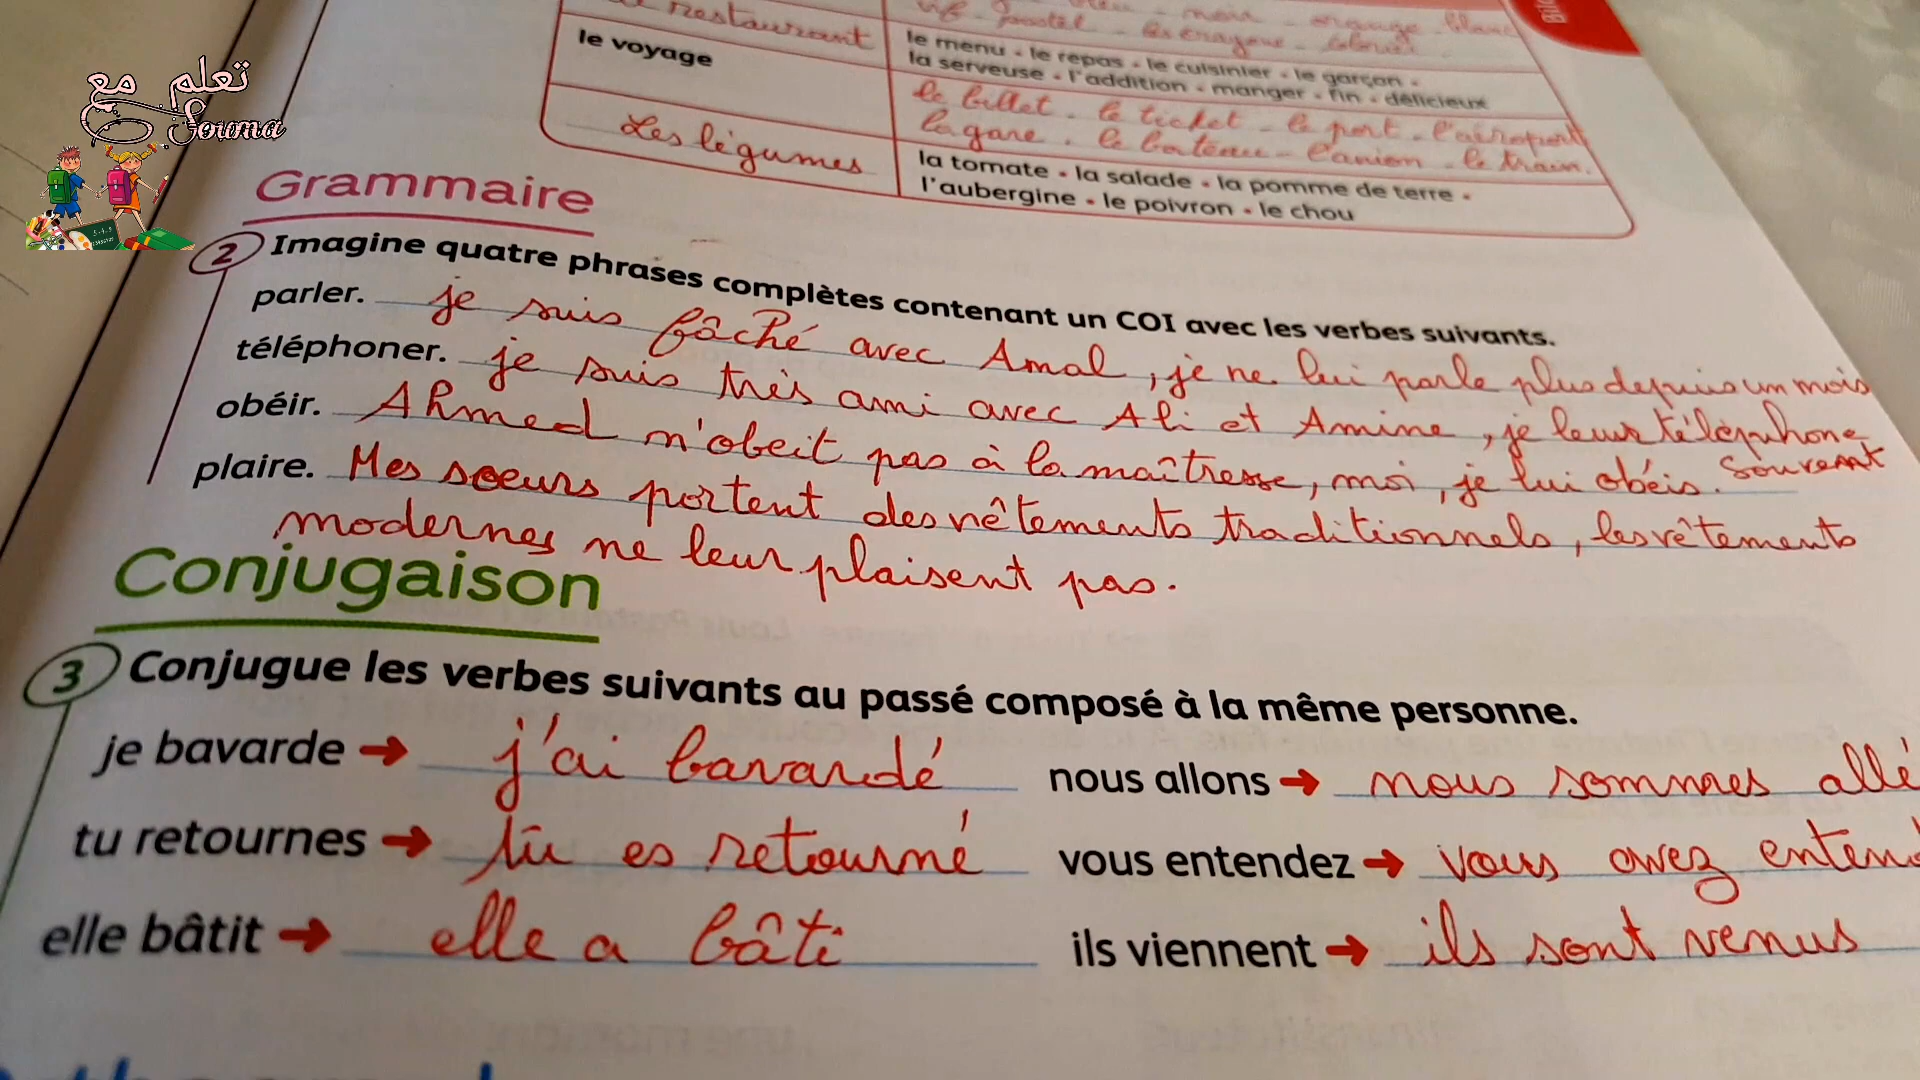 restaurant
le menu • le repas • le cuisinier • le garçon •
la serveuse • l'addition • manger • fin • délicieux
le voyage
le billet - le ticket - le port - l'aéroport
la gare - le bateau - l'avion - le train.
Les légumes
la tomate • la salade • la pomme de terre •
l'aubergine • le poivron • le chou
تعلم مع
Souma
Grammaire
2 Imagine quatre phrases complètes contenant un COI avec les verbes suivants.
parler. je suis fâché avec Amal, je ne lui parle plus depuis un mois
téléphoner. je suis très ami avec Ali et Amine, je leur téléphone souvent
obéir. Ahmed n'obeit pas à la maîtresse, moi, je lui obéis.
plaire. Mes soeurs portent des vêtements traditionnels, les vêtements
modernes ne leur plaisent pas.
Conjugaison
3 Conjugue les verbes suivants au passé composé à la même personne.
je bavarde → j'ai bavardé nous allons → nous sommes allé
tu retournes → tu es retourné vous entendez → vous avez entend
elle bâtit → elle a bâti ils viennent → ils sont venus